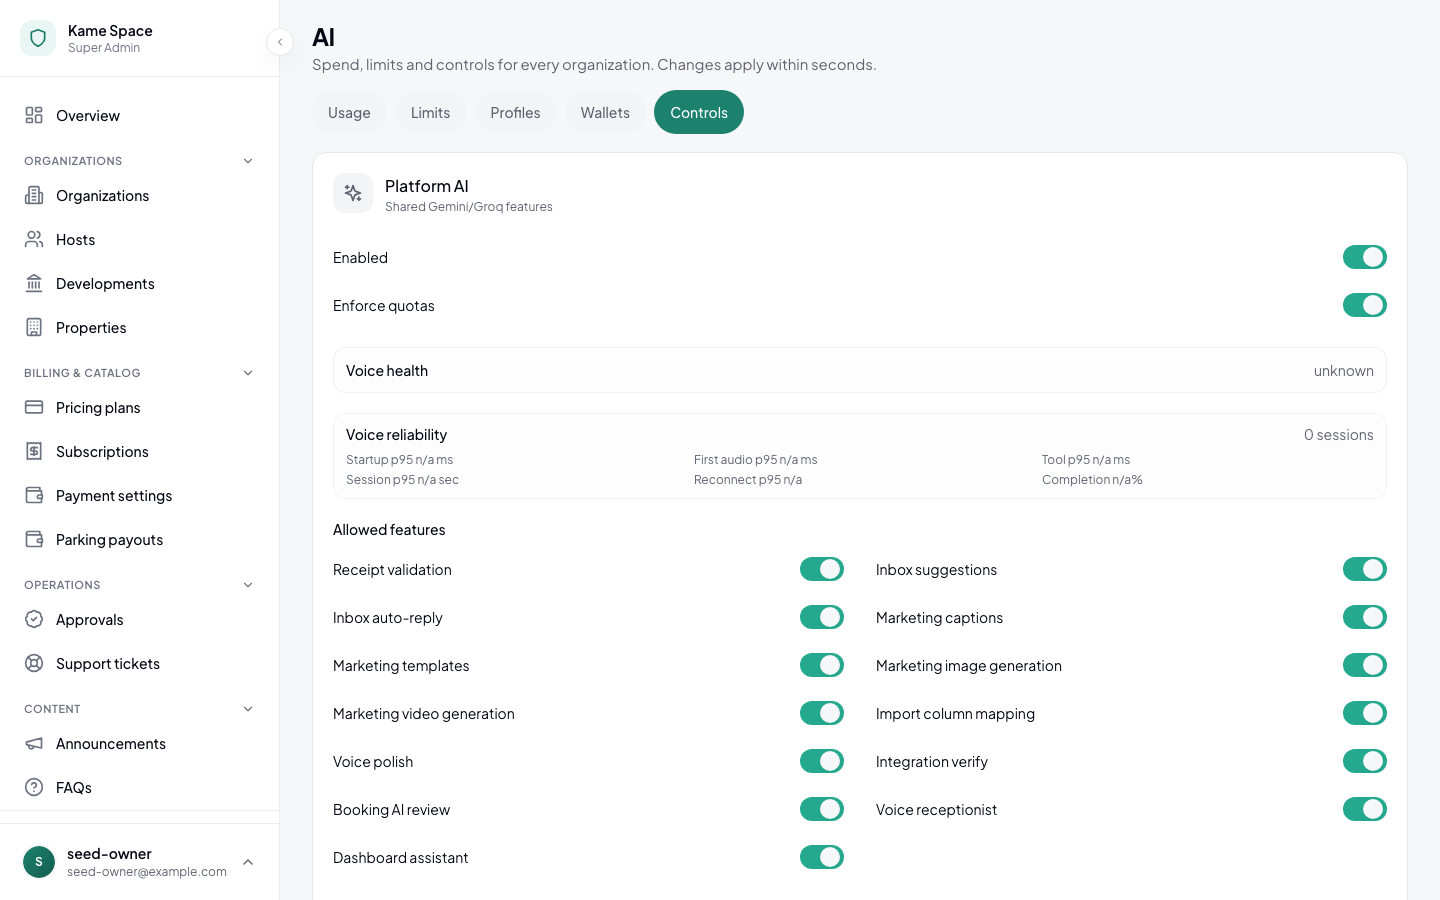 Kame Space
Super Admin
Overview
ORGANIZATIONS
Organizations
Hosts
Developments
Properties
BILLING & CATALOG
Pricing plans
Subscriptions
Payment settings
Parking payouts
OPERATIONS
Approvals
Support tickets
CONTENT
Announcements
FAQs
S
seed-owner
seed-owner@example.com
AI
Spend, limits and controls for every organization. Changes apply within seconds.
Usage
Limits
Profiles
Wallets
Controls
Platform AI
Shared Gemini/Groq features
Enabled
Enforce quotas
Voice health
unknown
Voice reliability
0 sessions
Startup p95 n/a ms
First audio p95 n/a ms
Tool p95 n/a ms
Session p95 n/a sec
Reconnect p95 n/a
Completion n/a%
Allowed features
Receipt validation
Inbox suggestions
Inbox auto-reply
Marketing captions
Marketing templates
Marketing image generation
Marketing video generation
Import column mapping
Voice polish
Integration verify
Booking AI review
Voice receptionist
Dashboard assistant